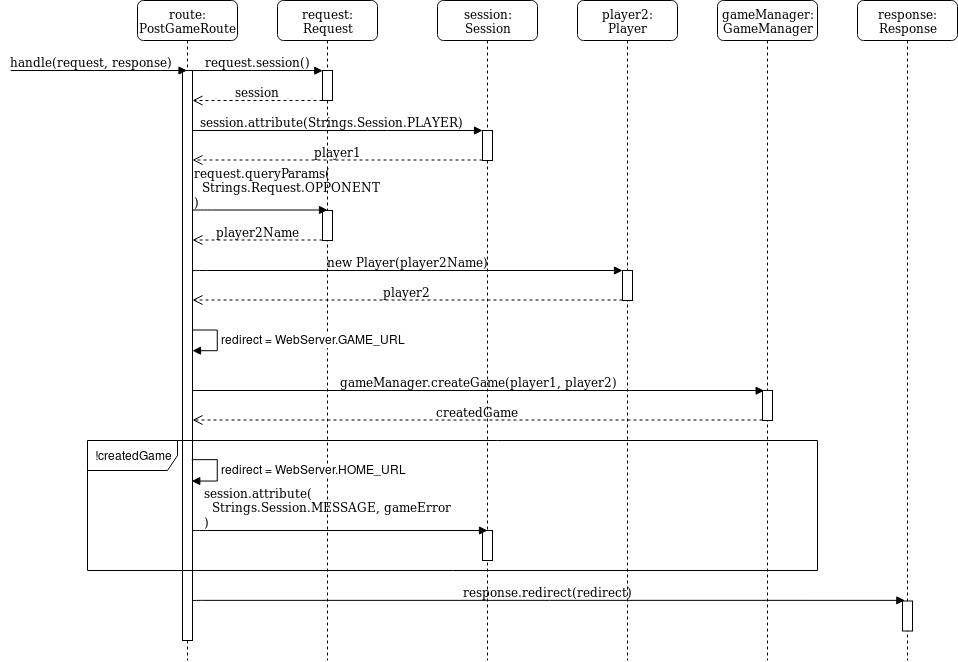 route:
PostGameRoute
request:
Request
session:
Session
player2:
Player
gameManager:
GameManager
response:
Response
handle(request, response)
request.session()
session
session.attribute(Strings.Session.PLAYER)
player1
request.queryParams(
Strings.Request.OPPONENT
)
player2Name
new Player(player2Name)
player2
redirect = WebServer.GAME_URL
gameManager.createGame(player1, player2)
createdGame
!createdGame
redirect = WebServer.HOME_URL
session.attribute(
Strings.Session.MESSAGE, gameError
)
response.redirect(redirect)